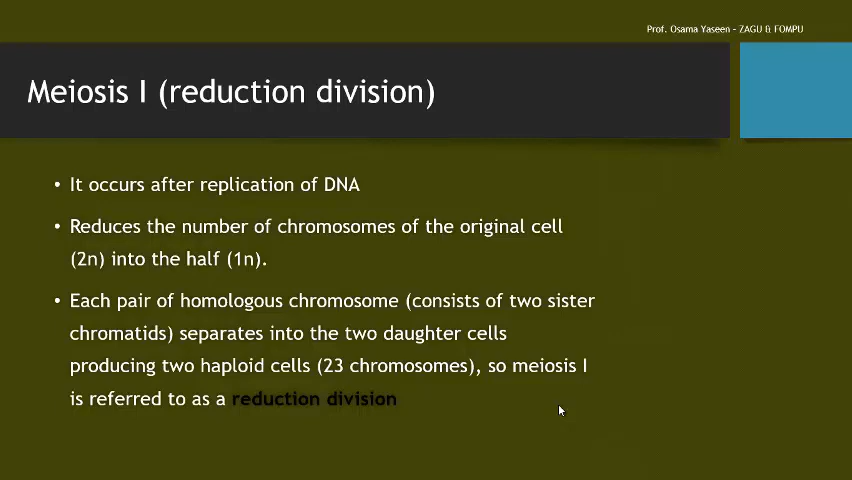 Prof. Osama Yaseen – ZAGU & FOMPU
Meiosis I (reduction division)
• It occurs after replication of DNA
• Reduces the number of chromosomes of the original cell
(2n) into the half (1n).
• Each pair of homologous chromosome (consists of two sister
chromatids) separates into the two daughter cells
producing two haploid cells (23 chromosomes), so meiosis I
is referred to as a reduction division